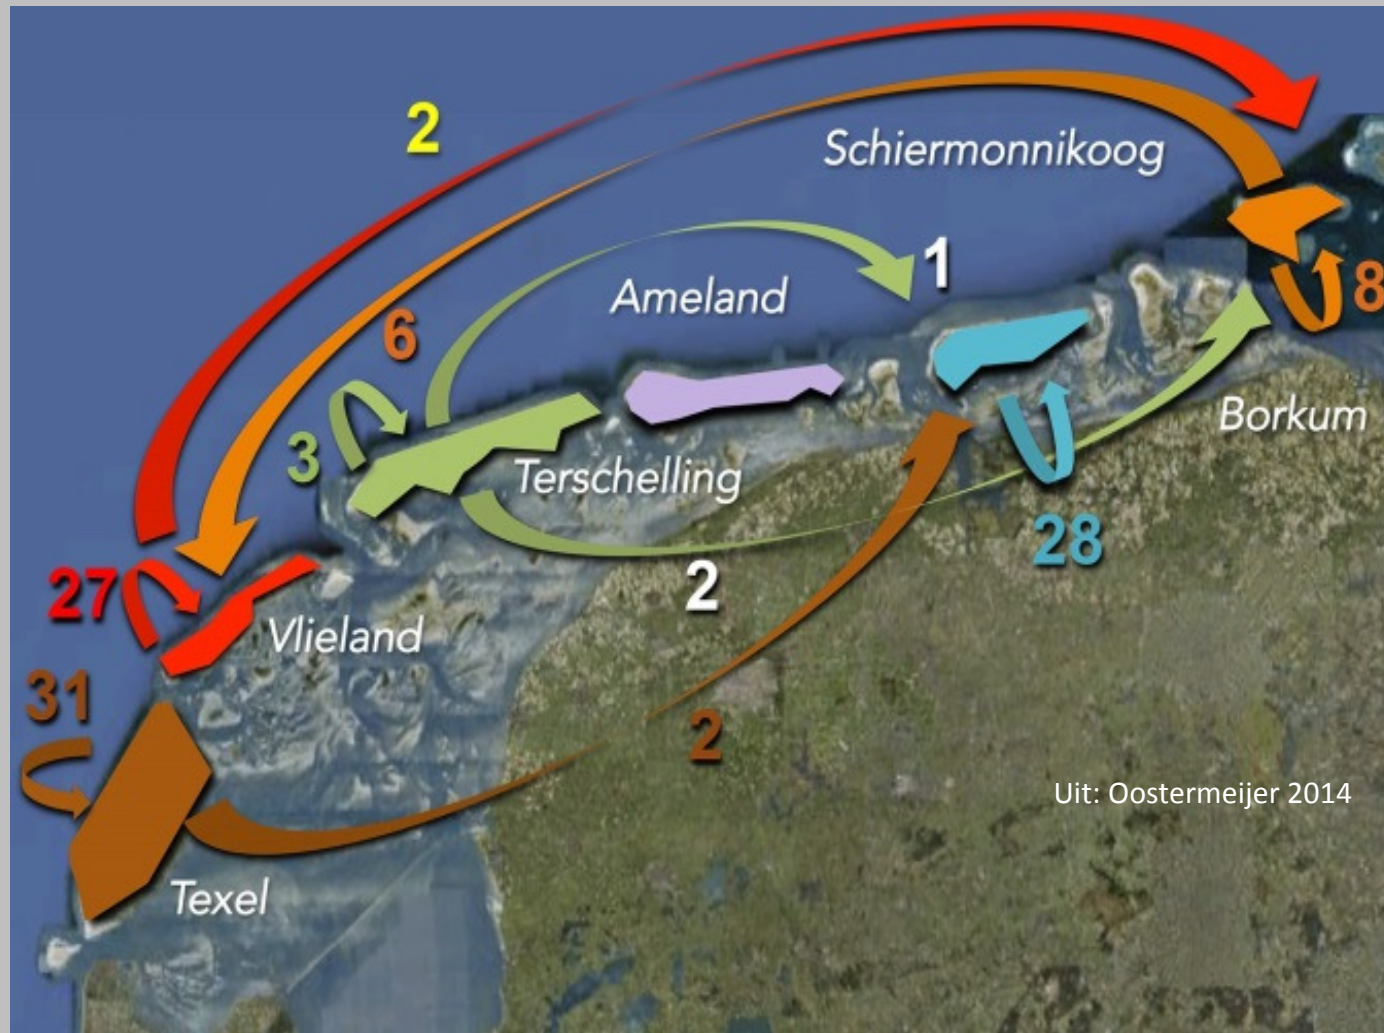 2
Schiermonnikoog
1
Ameland
8
6
Borkum
3
Terschelling
28
2
27
Vlieland
31
2
Uit: Oostermeijer 2014
Texel